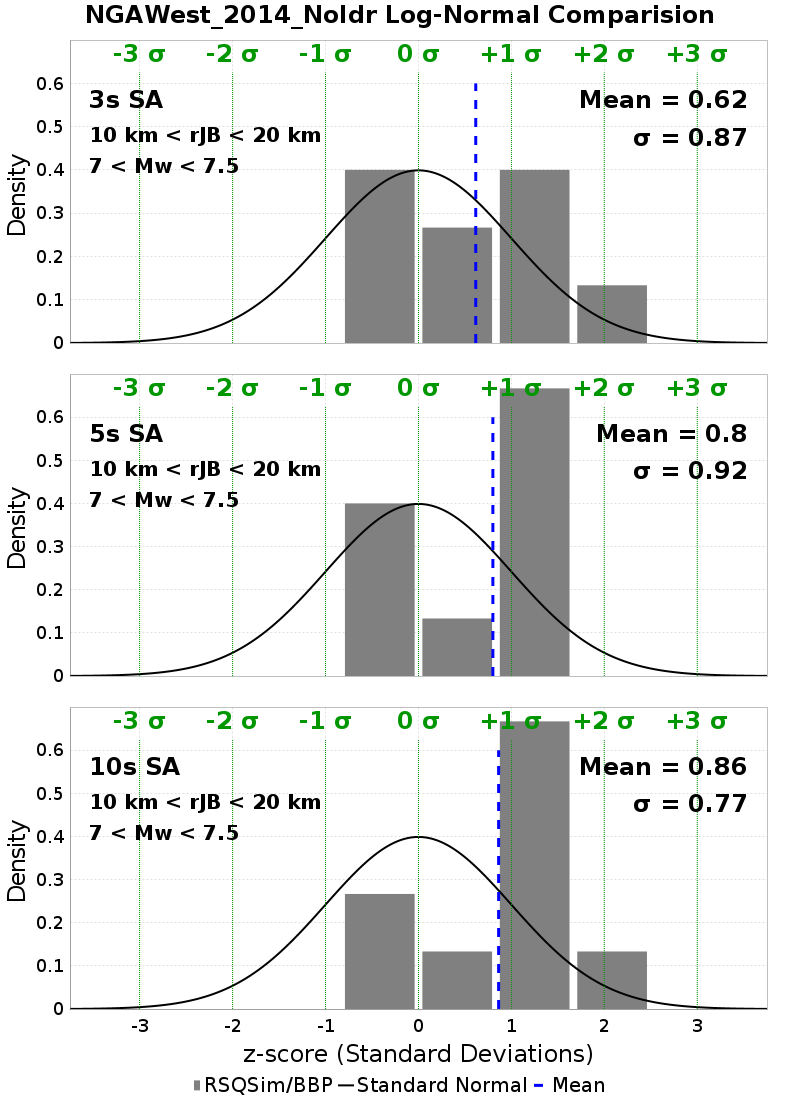 NGAWest_2014_NoIdr Log-Normal Comparision
-3 σ -2 σ -1 σ 0 σ +1 σ +2 σ +3 σ
3s SA
Mean = 0.62
10 km < rJB < 20 km
σ = 0.87
7 < Mw < 7.5
Density
0.6
0.5
0.4
0.3
0.2
0.1
0
-3 σ -2 σ -1 σ 0 σ +1 σ +2 σ +3 σ
5s SA
Mean = 0.8
10 km < rJB < 20 km
σ = 0.92
7 < Mw < 7.5
Density
0.6
0.5
0.4
0.3
0.2
0.1
0
-3 σ -2 σ -1 σ 0 σ +1 σ +2 σ +3 σ
10s SA
Mean = 0.86
10 km < rJB < 20 km
σ = 0.77
7 < Mw < 7.5
Density
0.6
0.5
0.4
0.3
0.2
0.1
0
-3 -2 -1 0 1 2 3
z-score (Standard Deviations)
RSQSim/BBP Standard Normal Mean